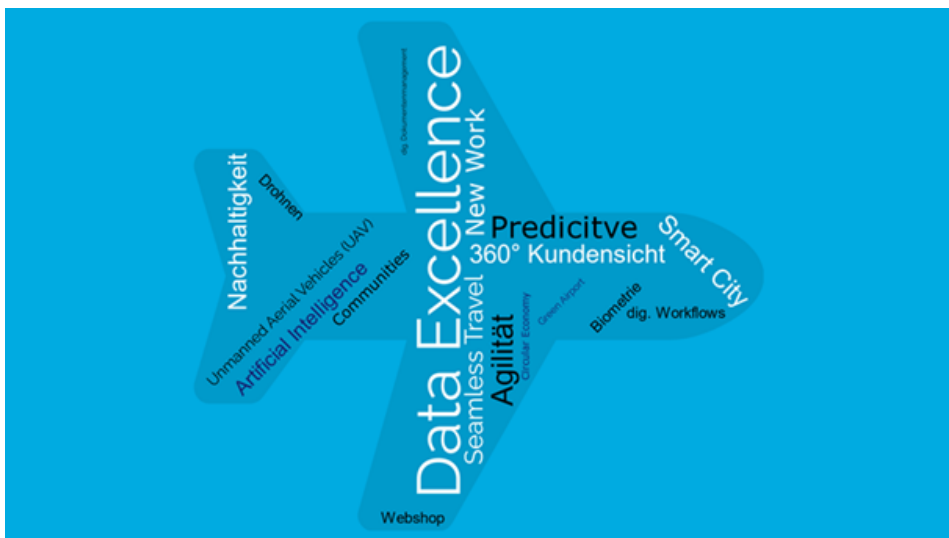 dig. Dokumentenmanagement
Data Excellence
New Work
Seamless Travel
Nachhaltigkeit
Drohnen
Unmanned Aerial Vehicles (UAV)
Artificial Intelligence
Communities
Predicitve
360° Kundensicht
Smart City
Agilität
Circular Economy
Green Airport
Biometrie
dig. Workflows
Webshop